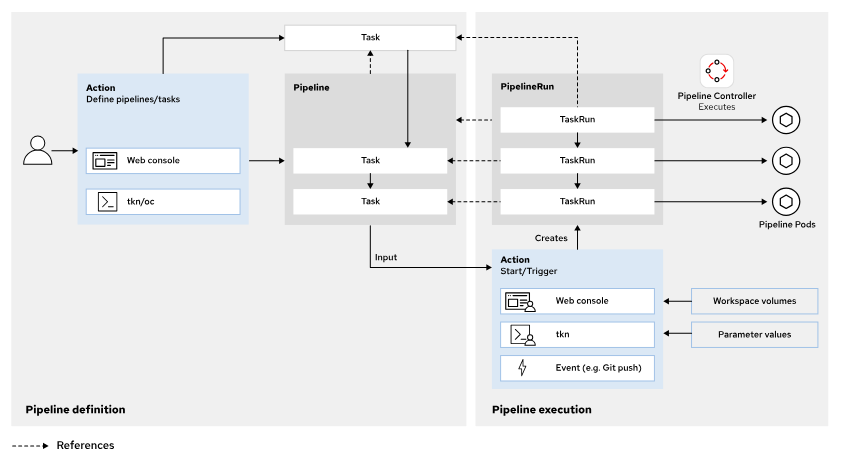 Task
Action
Define pipelines/tasks
Web console
tkn/oc
Pipeline
Task
Task
Input
PipelineRun
TaskRun
TaskRun
TaskRun
Pipeline Controller
Executes
Pipeline Pods
Creates
Action
Start/Trigger
Web console
tkn
Event (e.g. Git push)
Workspace volumes
Parameter values
Pipeline definition
Pipeline execution
References